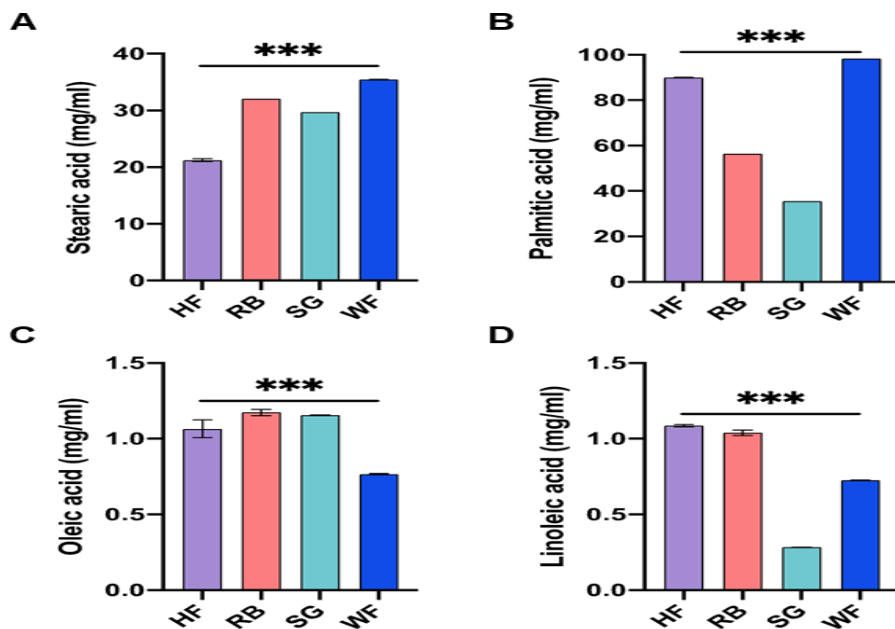 A
Stearic acid (mg/ml)
40
30
20
10
0
***
HF RB SG WF
B
Palmitic acid (mg/ml)
100
80
60
40
20
0
***
HF RB SG WF
C
Oleic acid (mg/ml)
1.5
1.0
0.5
0.0
***
HF RB SG WF
D
Linoleic acid (mg/ml)
1.5
1.0
0.5
0.0
***
HF RB SG WF